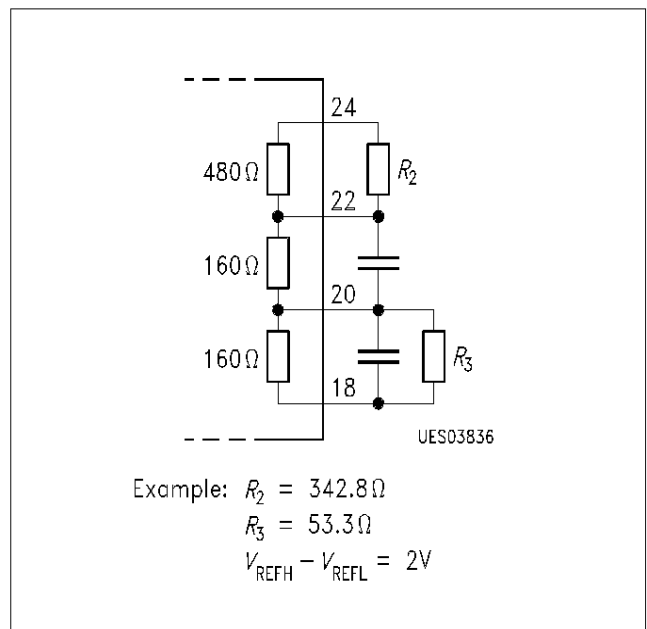 24
480Ω
R2
22
160Ω
20
160Ω
R3
18
UES03836
Example: R2 = 342.8Ω
R3 = 53.3Ω
VREFH − VREFL = 2V